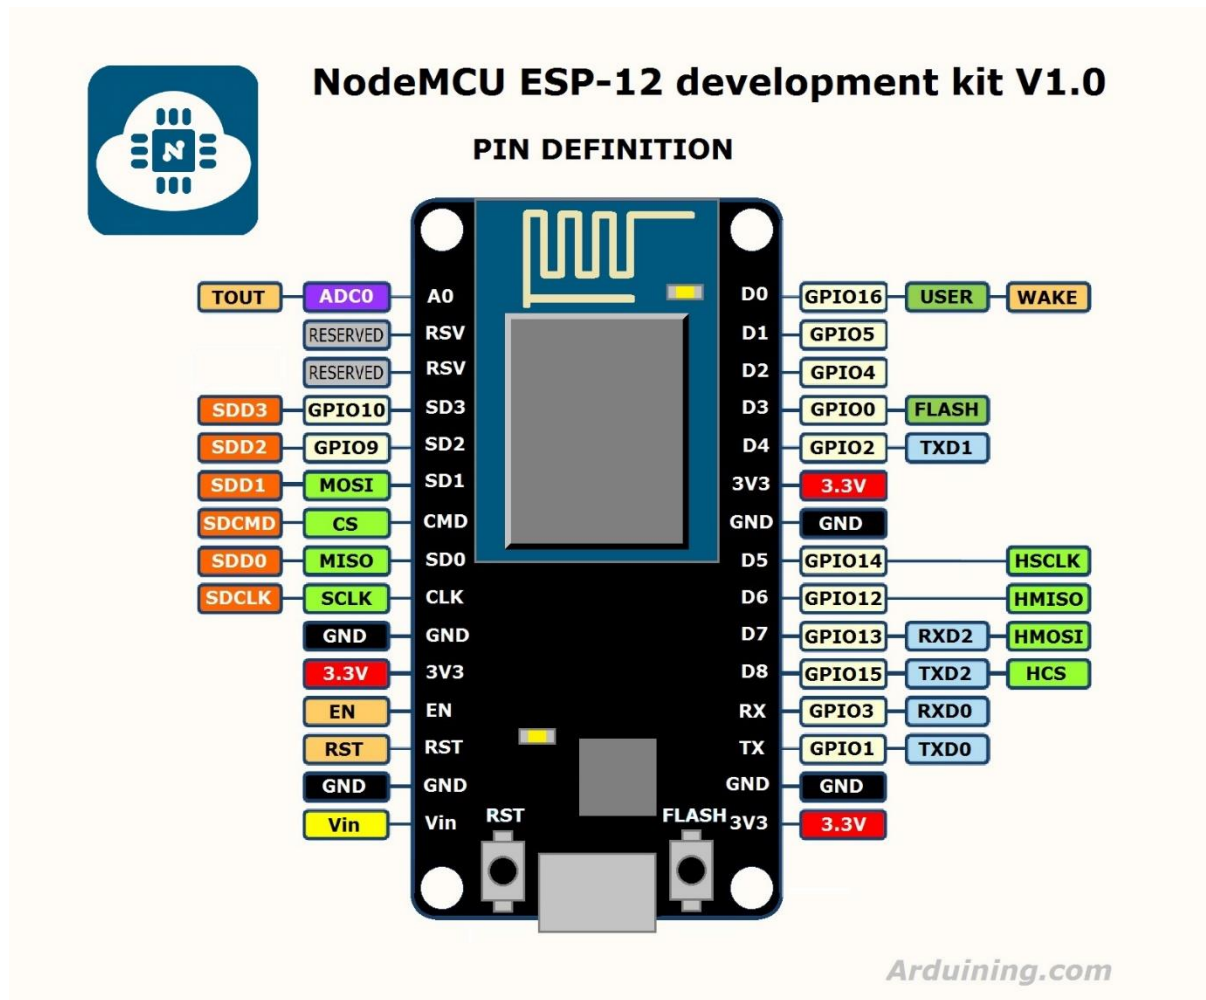 NodeMCU ESP-12 development kit V1.0
PIN DEFINITION
TOUT ADC0 A0 D0 GPIO16 USER WAKE
RESERVED RSV D1 GPIO5
RESERVED RSV D2 GPIO4
SDD3 GPIO10 SD3 D3 GPIO0 FLASH
SDD2 GPIO9 SD2 D4 GPIO2 TXD1
SDD1 MOSI SD1 3V3 3.3V
SDCMD CS CMD GND GND
SDD0 MISO SD0 D5 GPIO14 HSCLK
SDCLK SCLK CLK D6 GPIO12 HMISO
GND GND D7 GPIO13 RXD2 HMOSI
3.3V 3V3 D8 GPIO15 TXD2 HCS
EN EN RX GPIO3 RXD0
RST RST TX GPIO1 TXD0
GND GND GND GND
Vin Vin RST FLASH 3V3 3.3V
Arduining.com